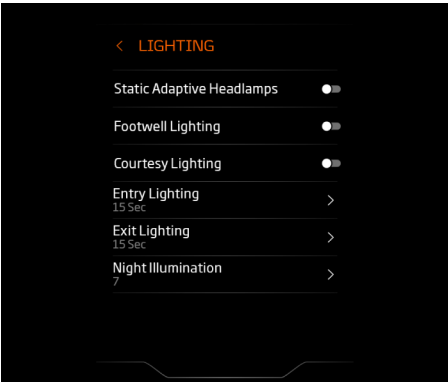 LIGHTING
Static Adaptive Headlamps
Footwell Lighting
Courtesy Lighting
Entry Lighting
15 Sec
Exit Lighting
15 Sec
Night Illumination
7